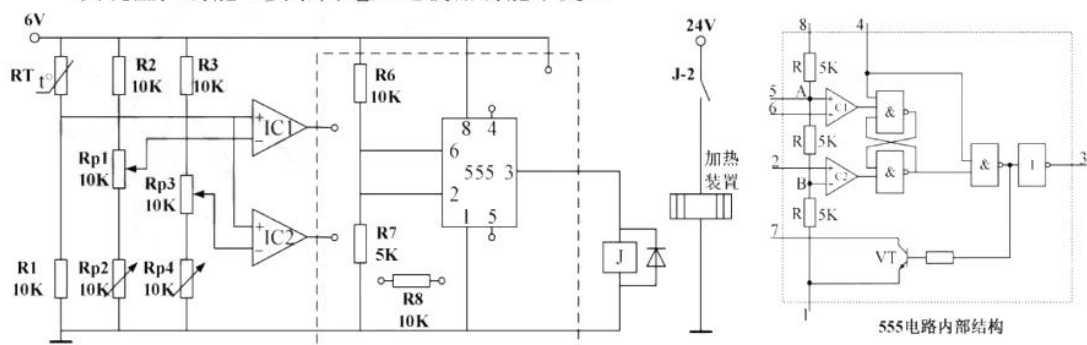 6V
RT
t°
R2
10K
R3
10K
Rp1
10K
Rp3
10K
R1
10K
Rp2
10K
Rp4
10K
+
−
IC1
+
−
IC2
R6
10K
R7
5K
R8
10K
8
4
6
2
555
3
1
5
J
24V
J-2
加热
装置
8
4
R
5K
5
A
6
+
-
C1
&
R
5K
2
B
+
-
C2
&
&
1
3
R
5K
7
VT
1
555电路内部结构